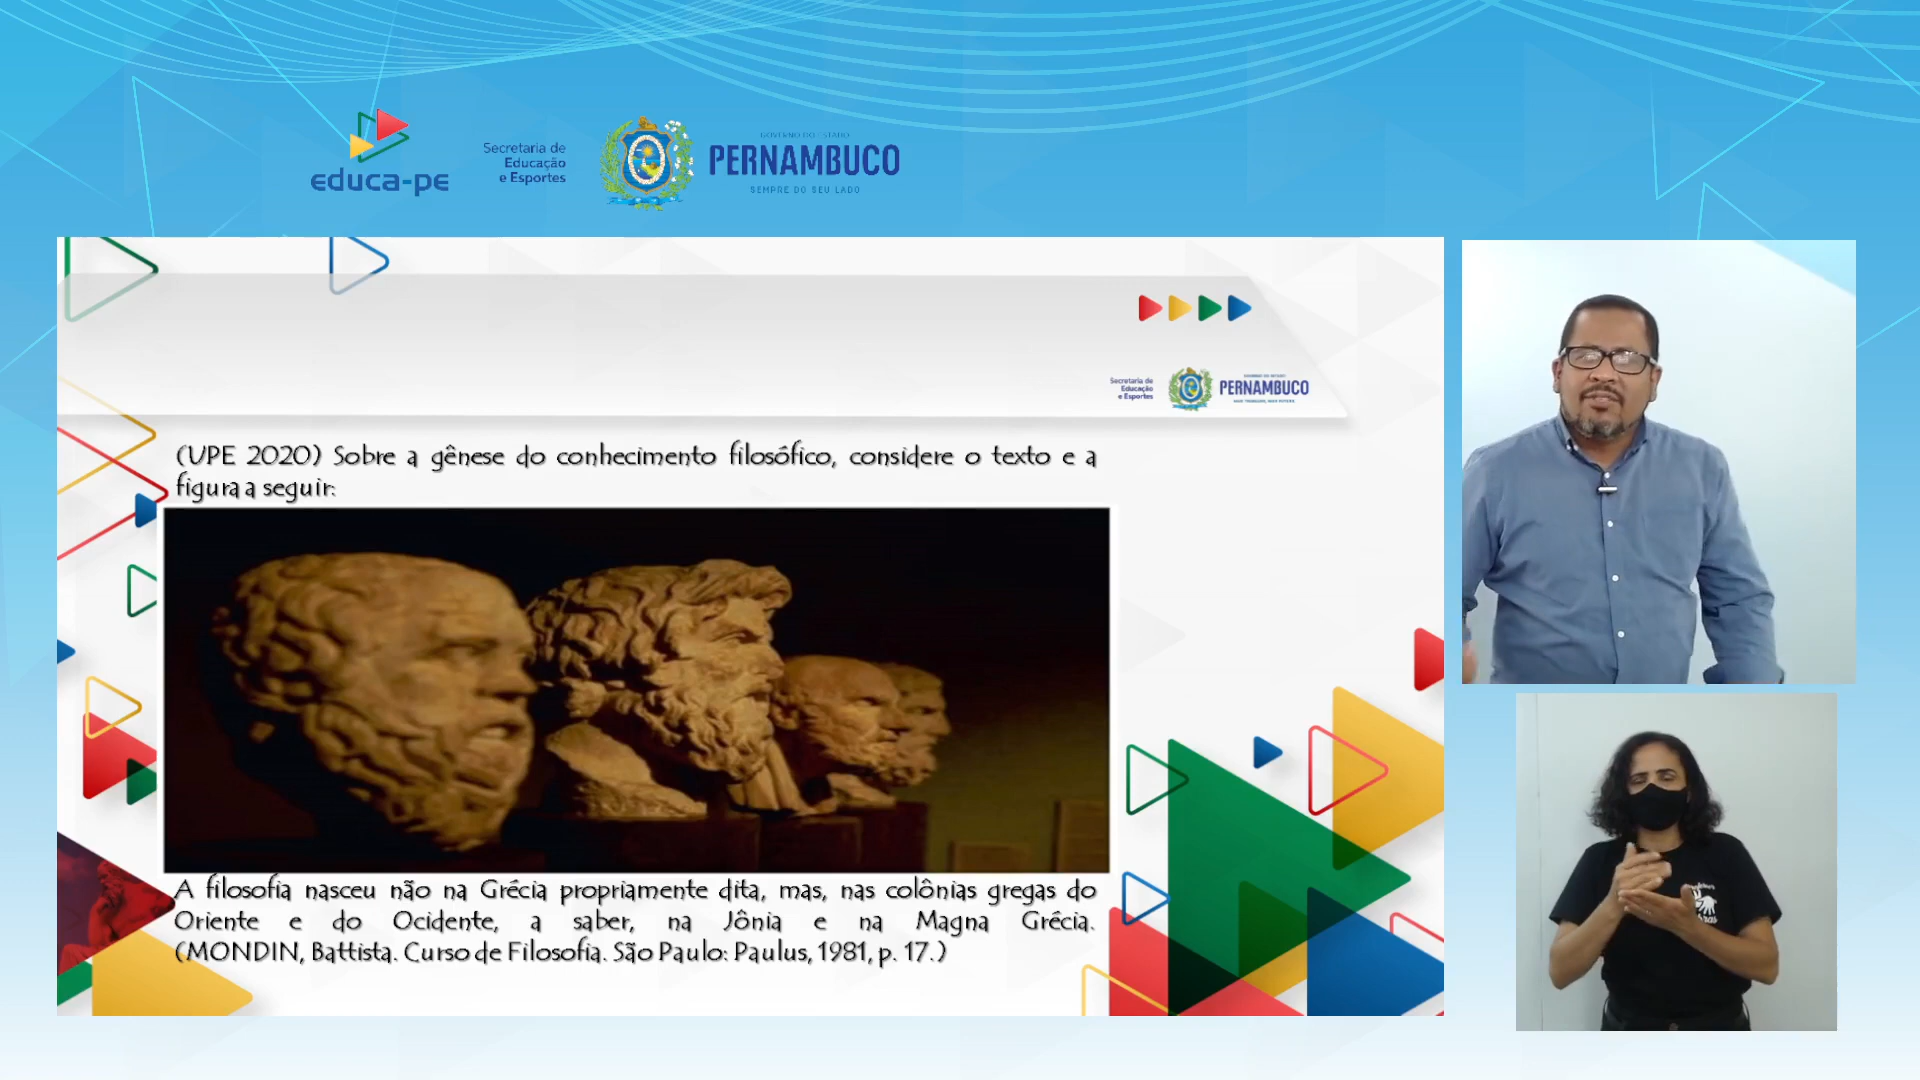 educa-pe
Secretaria de
Educação
e Esportes
GOVERNO DO ESTADO
PERNAMBUCO
SEMPRE DO SEU LADO
Secretaria de
Educação
e Esportes
PERNAMBUCO
(UPE 2020) Sobre a gênese do conhecimento filosófico, considere o texto e a
figura a seguir:
A filosofia nasceu não na Grécia propriamente dita, mas, nas colônias gregas do
Oriente e do Ocidente, a saber, na Jônia e na Magna Grécia.
(MONDIN, Battista. Curso de Filosofia. São Paulo: Paulus, 1981, p. 17.)